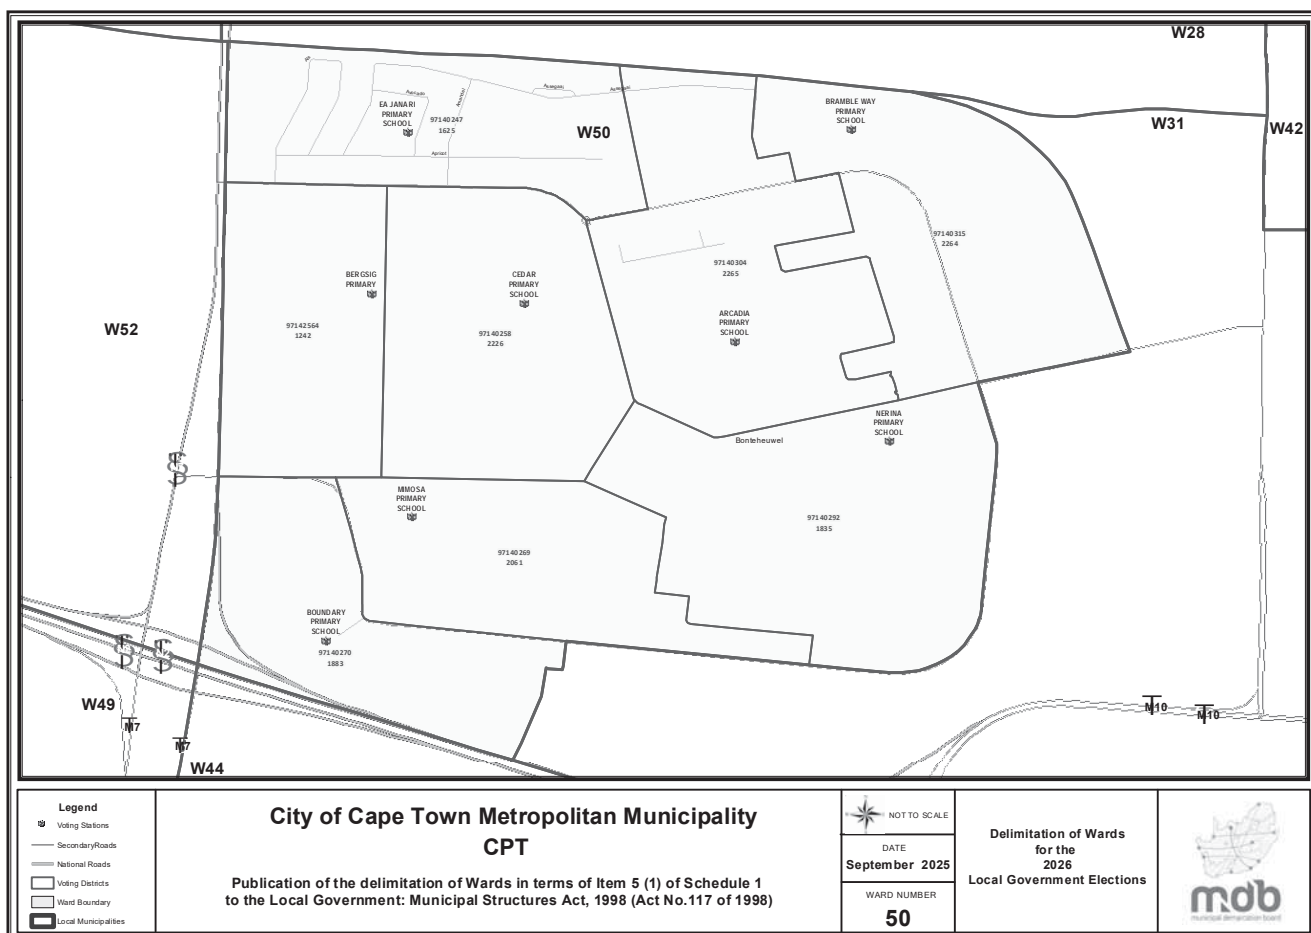 W28
BRAMBLE WAY
PRIMARY
SCHOOL
EA JANARI
PRIMARY
SCHOOL
97140247
1625
Apricot
W50
W31
W42
97140315
2264
97140304
2265
BERGSIG
PRIMARY
CEDAR
PRIMARY
SCHOOL
ARCADIA
PRIMARY
SCHOOL
W52
97142564
1242
97140258
2226
NERINA
PRIMARY
SCHOOL
Bonteheuwel
MIMOSA
PRIMARY
SCHOOL
97140292
1835
97140269
2061
BOUNDARY
PRIMARY
SCHOOL
97140270
1883
W49
M7
M7
W44
M10
M10
Legend
Voting Stations
SecondaryRoads
National Roads
Voting Districts
Ward Boundary
Local Municipalities
City of Cape Town Metropolitan Municipality
CPT
Publication of the delimitation of Wards in terms of Item 5 (1) of Schedule 1
to the Local Government: Municipal Structures Act, 1998 (Act No.117 of 1998)
NOT TO SCALE
DATE
September 2025
WARD NUMBER
50
Delimitation of Wards
for the
2026
Local Government Elections
mdb
municipal demarcation board